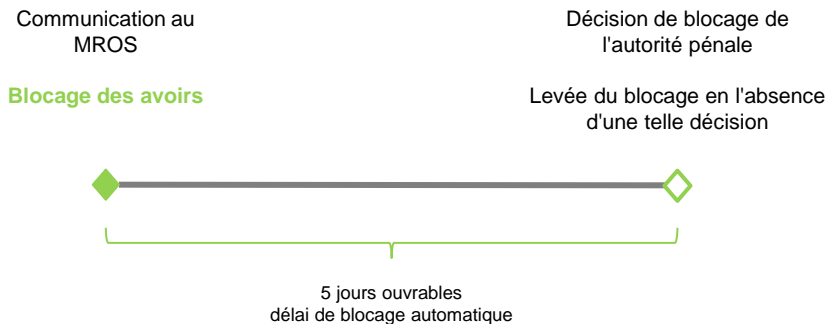 Communication au
MROS
Blocage des avoirs
Décision de blocage de
l'autorité pénale
Levée du blocage en l'absence
d'une telle décision
5 jours ouvrables
délai de blocage automatique